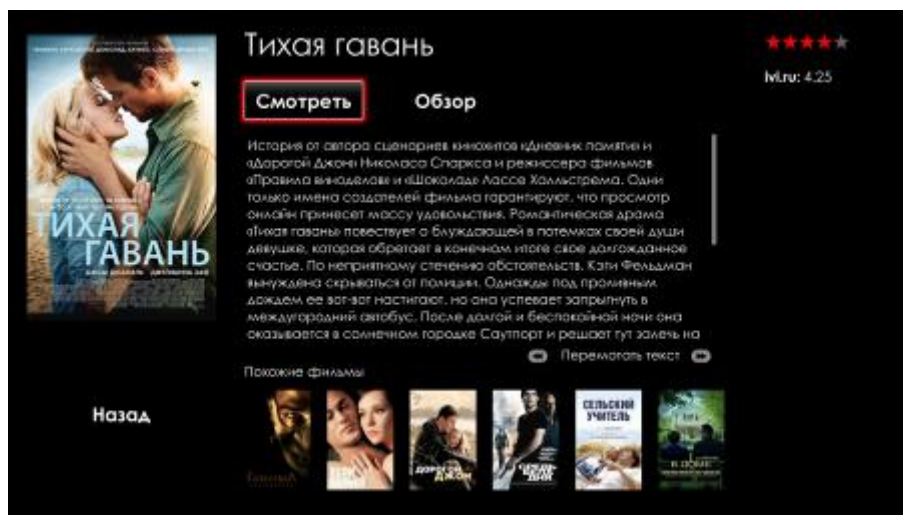 Тихая гавань
ivi.ru: 4.25
Смотреть
Обзор
История от автора сценариев кинохитов «Дневник памяти» и
«Дорогой Джон» Николаса Спаркса и режиссера фильмов
«Правила виноделов» и «Шоколад» Лассе Халльстрема. Одни
только имена создателей фильма гарантируют, что просмотр
онлайн принесет массу удовольствия. Романтическая драма
«Тихая гавань» повествует о блуждающей в потемках своей души
девушке, которая обретает в конечном итоге свое долгожданное
счастье. По неприятному стечению обстоятельств, Кэти Фельдман
вынуждена скрываться от полиции. Однажды под проливным
дождем ее вот-вот настигают, но она успевает запрыгнуть в
междугородний автобус. После долгой и беспокойной ночи она
оказывается в солнечном городке Саутпорт и решает тут залечь на
Перемотать текст
ТИХАЯ
ГАВАНЬ
Похожие фильмы
Назад
ДОРОГОЙ
ДЖОН
СЕЛЬСКИЙ
УЧИТЕЛЬ
В ДОМЕ